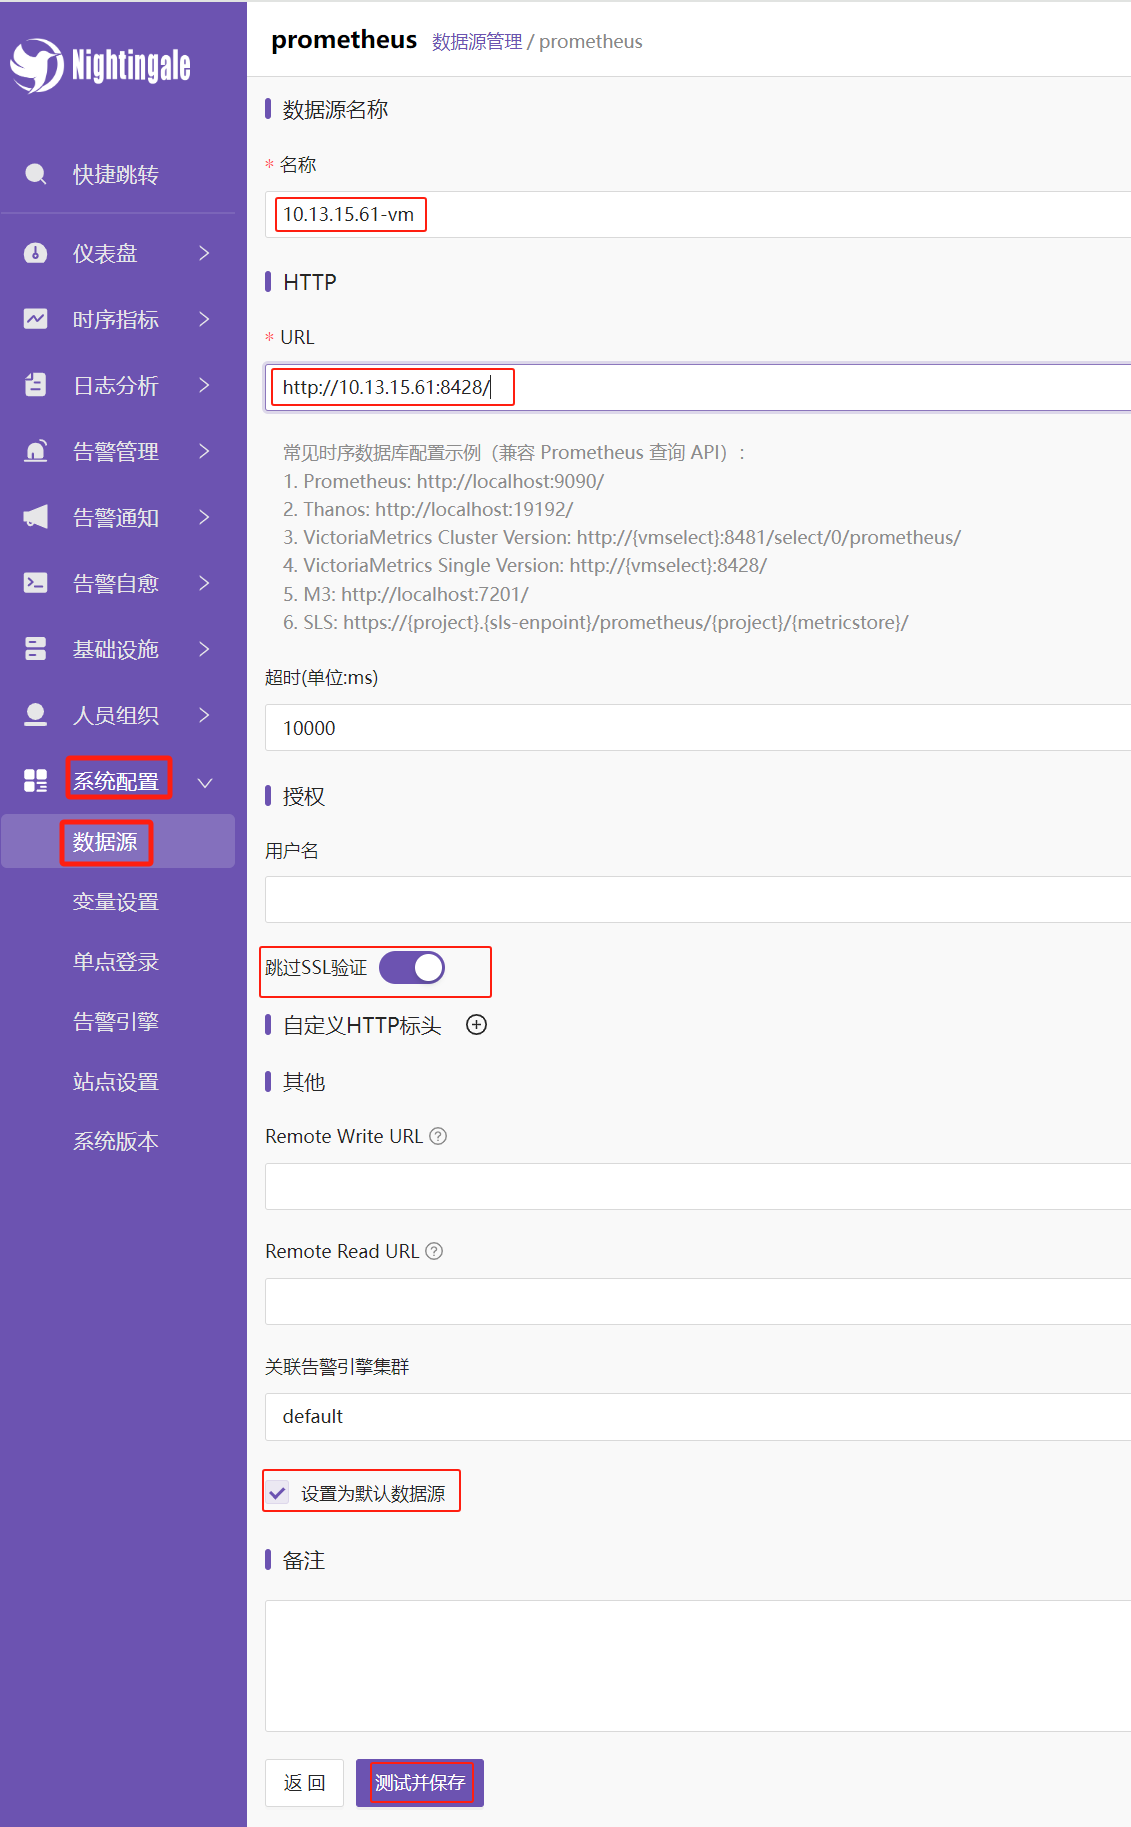 Nightingale
快捷跳转
仪表盘
时序指标
日志分析
告警管理
告警通知
告警自愈
基础设施
人员组织
系统配置
数据源
变量设置
单点登录
告警引擎
站点设置
系统版本
prometheus 数据源管理 / prometheus
数据源名称
* 名称
10.13.15.61-vm
HTTP
* URL
http://10.13.15.61:8428/
常见时序数据库配置示例（兼容 Prometheus 查询 API）:
1. Prometheus: http://localhost:9090/
2. Thanos: http://localhost:19192/
3. VictoriaMetrics Cluster Version: http://{vmselect}:8481/select/0/prometheus/
4. VictoriaMetrics Single Version: http://{vmselect}:8428/
5. M3: http://localhost:7201/
6. SLS: https://{project}.{sls-enpoint}/prometheus/{project}/{metricstore}/
超时(单位:ms)
10000
授权
用户名
跳过SSL验证
自定义HTTP标头
其他
Remote Write URL
Remote Read URL
关联告警引擎集群
default
设置为默认数据源
备注
返 回
测试并保存